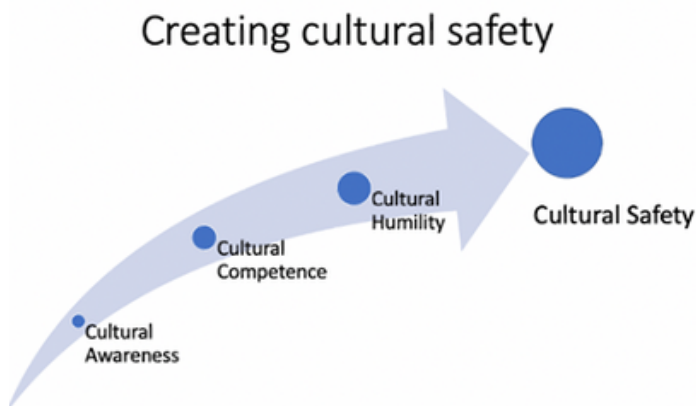 Creating cultural safety
Cultural
Awareness
Cultural
Competence
Cultural
Humility
Cultural Safety